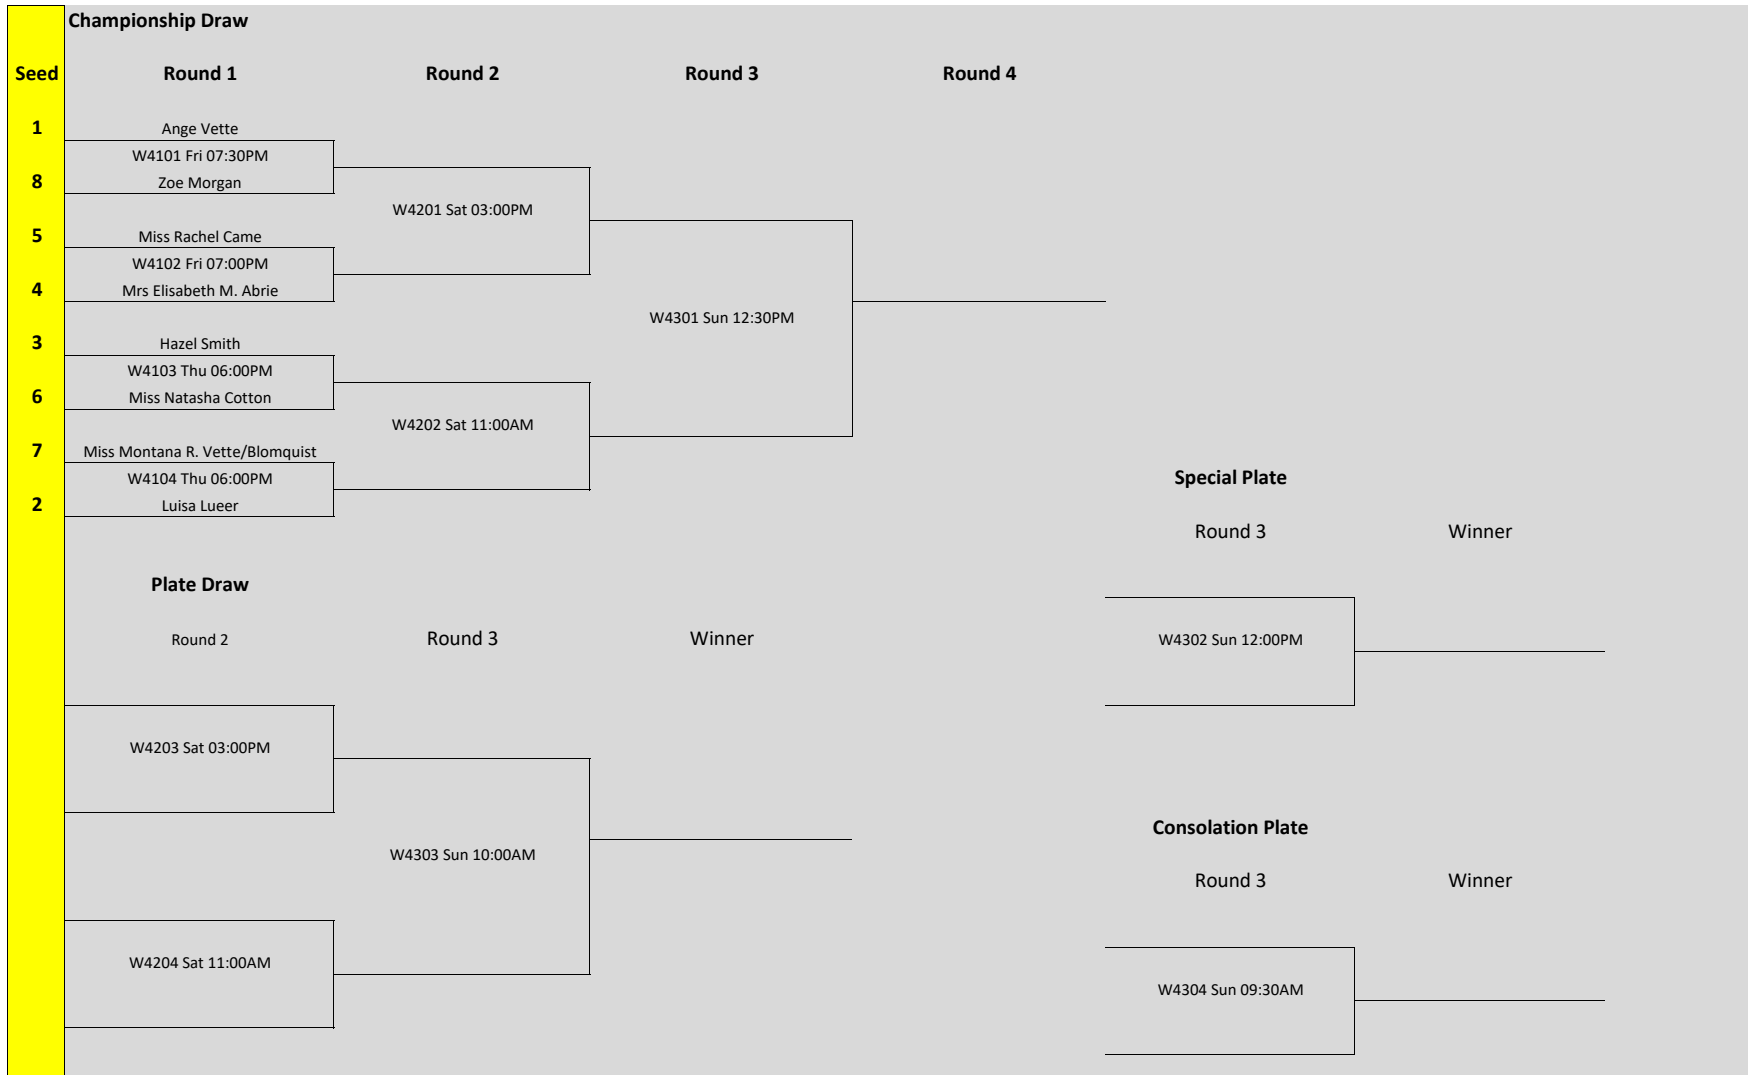 Championship Draw
Seed Round 1 Round 2 Round 3 Round 4
1 Ange Vette
W4101 Fri 07:30PM
8 Zoe Morgan
W4201 Sat 03:00PM
5 Miss Rachel Came
W4102 Fri 07:00PM
4 Mrs Elisabeth M. Abrie
W4301 Sun 12:30PM
3 Hazel Smith
W4103 Thu 06:00PM
6 Miss Natasha Cotton
W4202 Sat 11:00AM
7 Miss Montana R. Vette/Blomquist
W4104 Thu 06:00PM
2 Luisa Lueer
Special Plate
Round 3 Winner
W4302 Sun 12:00PM
Plate Draw
Round 2 Round 3 Winner
W4203 Sat 03:00PM
W4303 Sun 10:00AM
W4204 Sat 11:00AM
Consolation Plate
Round 3 Winner
W4304 Sun 09:30AM